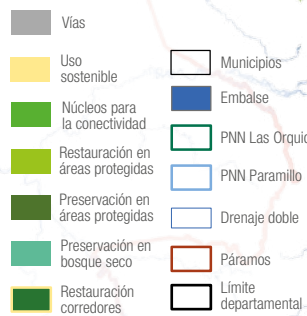 Vías
Uso
sostenible
Núcleos para
la conectividad
Restauración en
áreas protegidas
Preservación en
áreas protegidas
Preservación en
bosque seco
Restauración
corredores
Municipios
Embalse
PNN Las Orquid
PNN Paramillo
Drenaje doble
Páramos
Límite
departamental